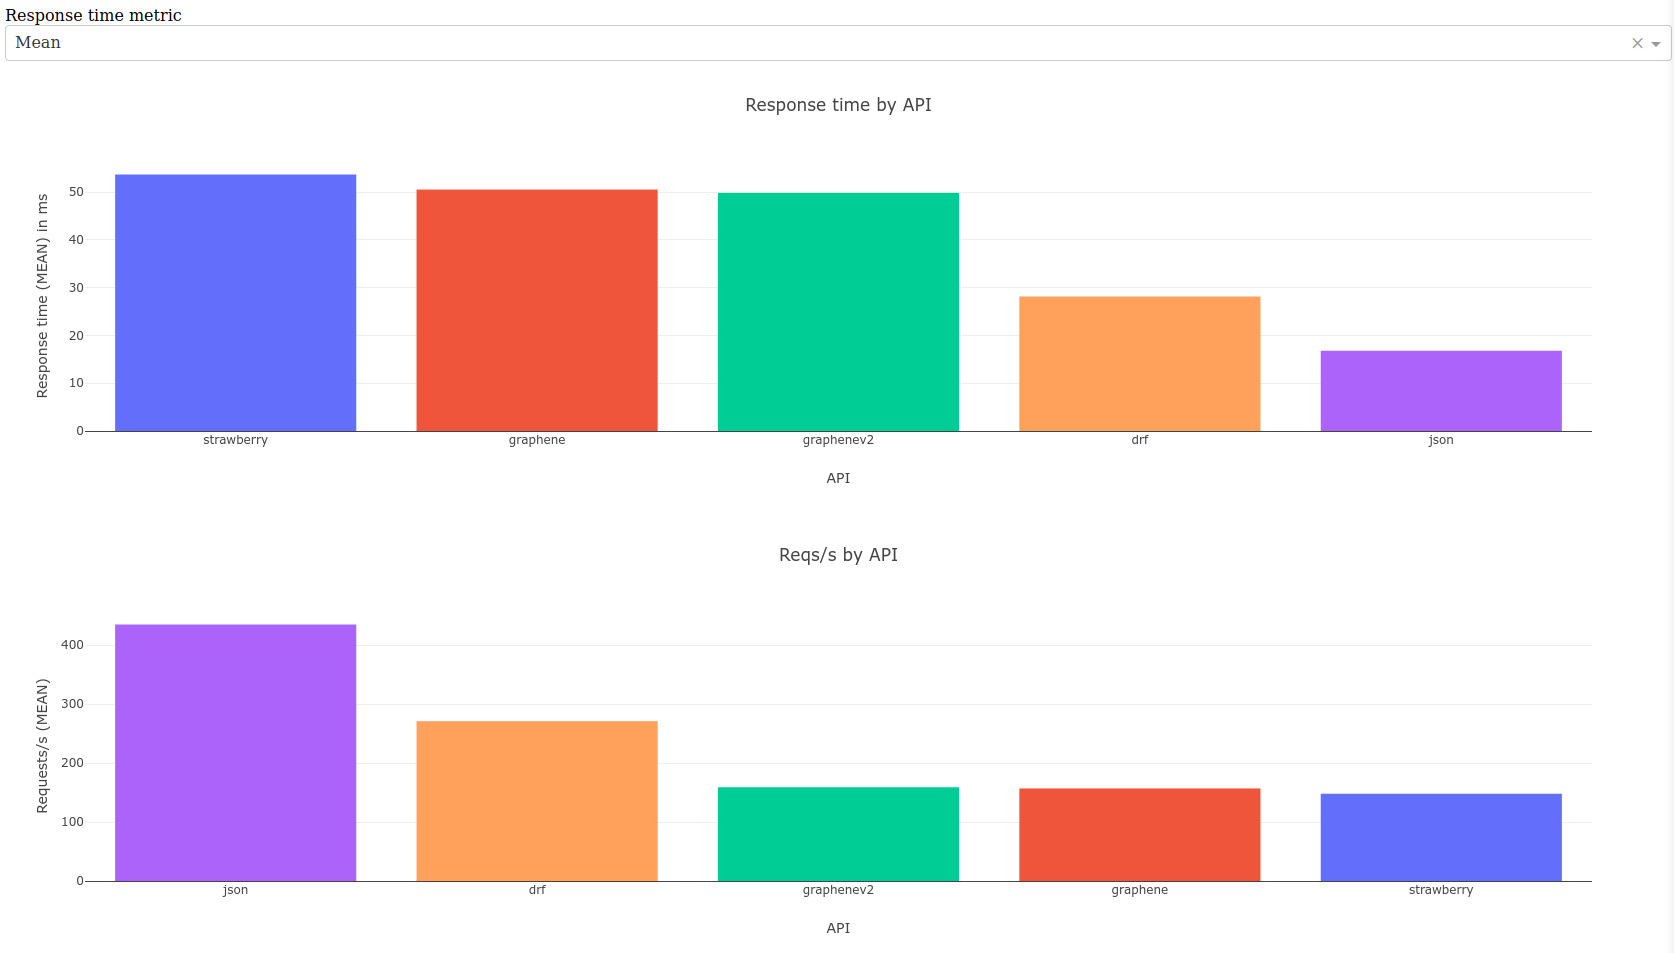 Response time metric
Mean
Response time by API
Response time (MEAN) in ms
50
40
30
20
10
0
strawberry graphene graphenev2 drf json
API
Reqs/s by API
Requests/s (MEAN)
400
300
200
100
0
json drf graphenev2 graphene strawberry
API